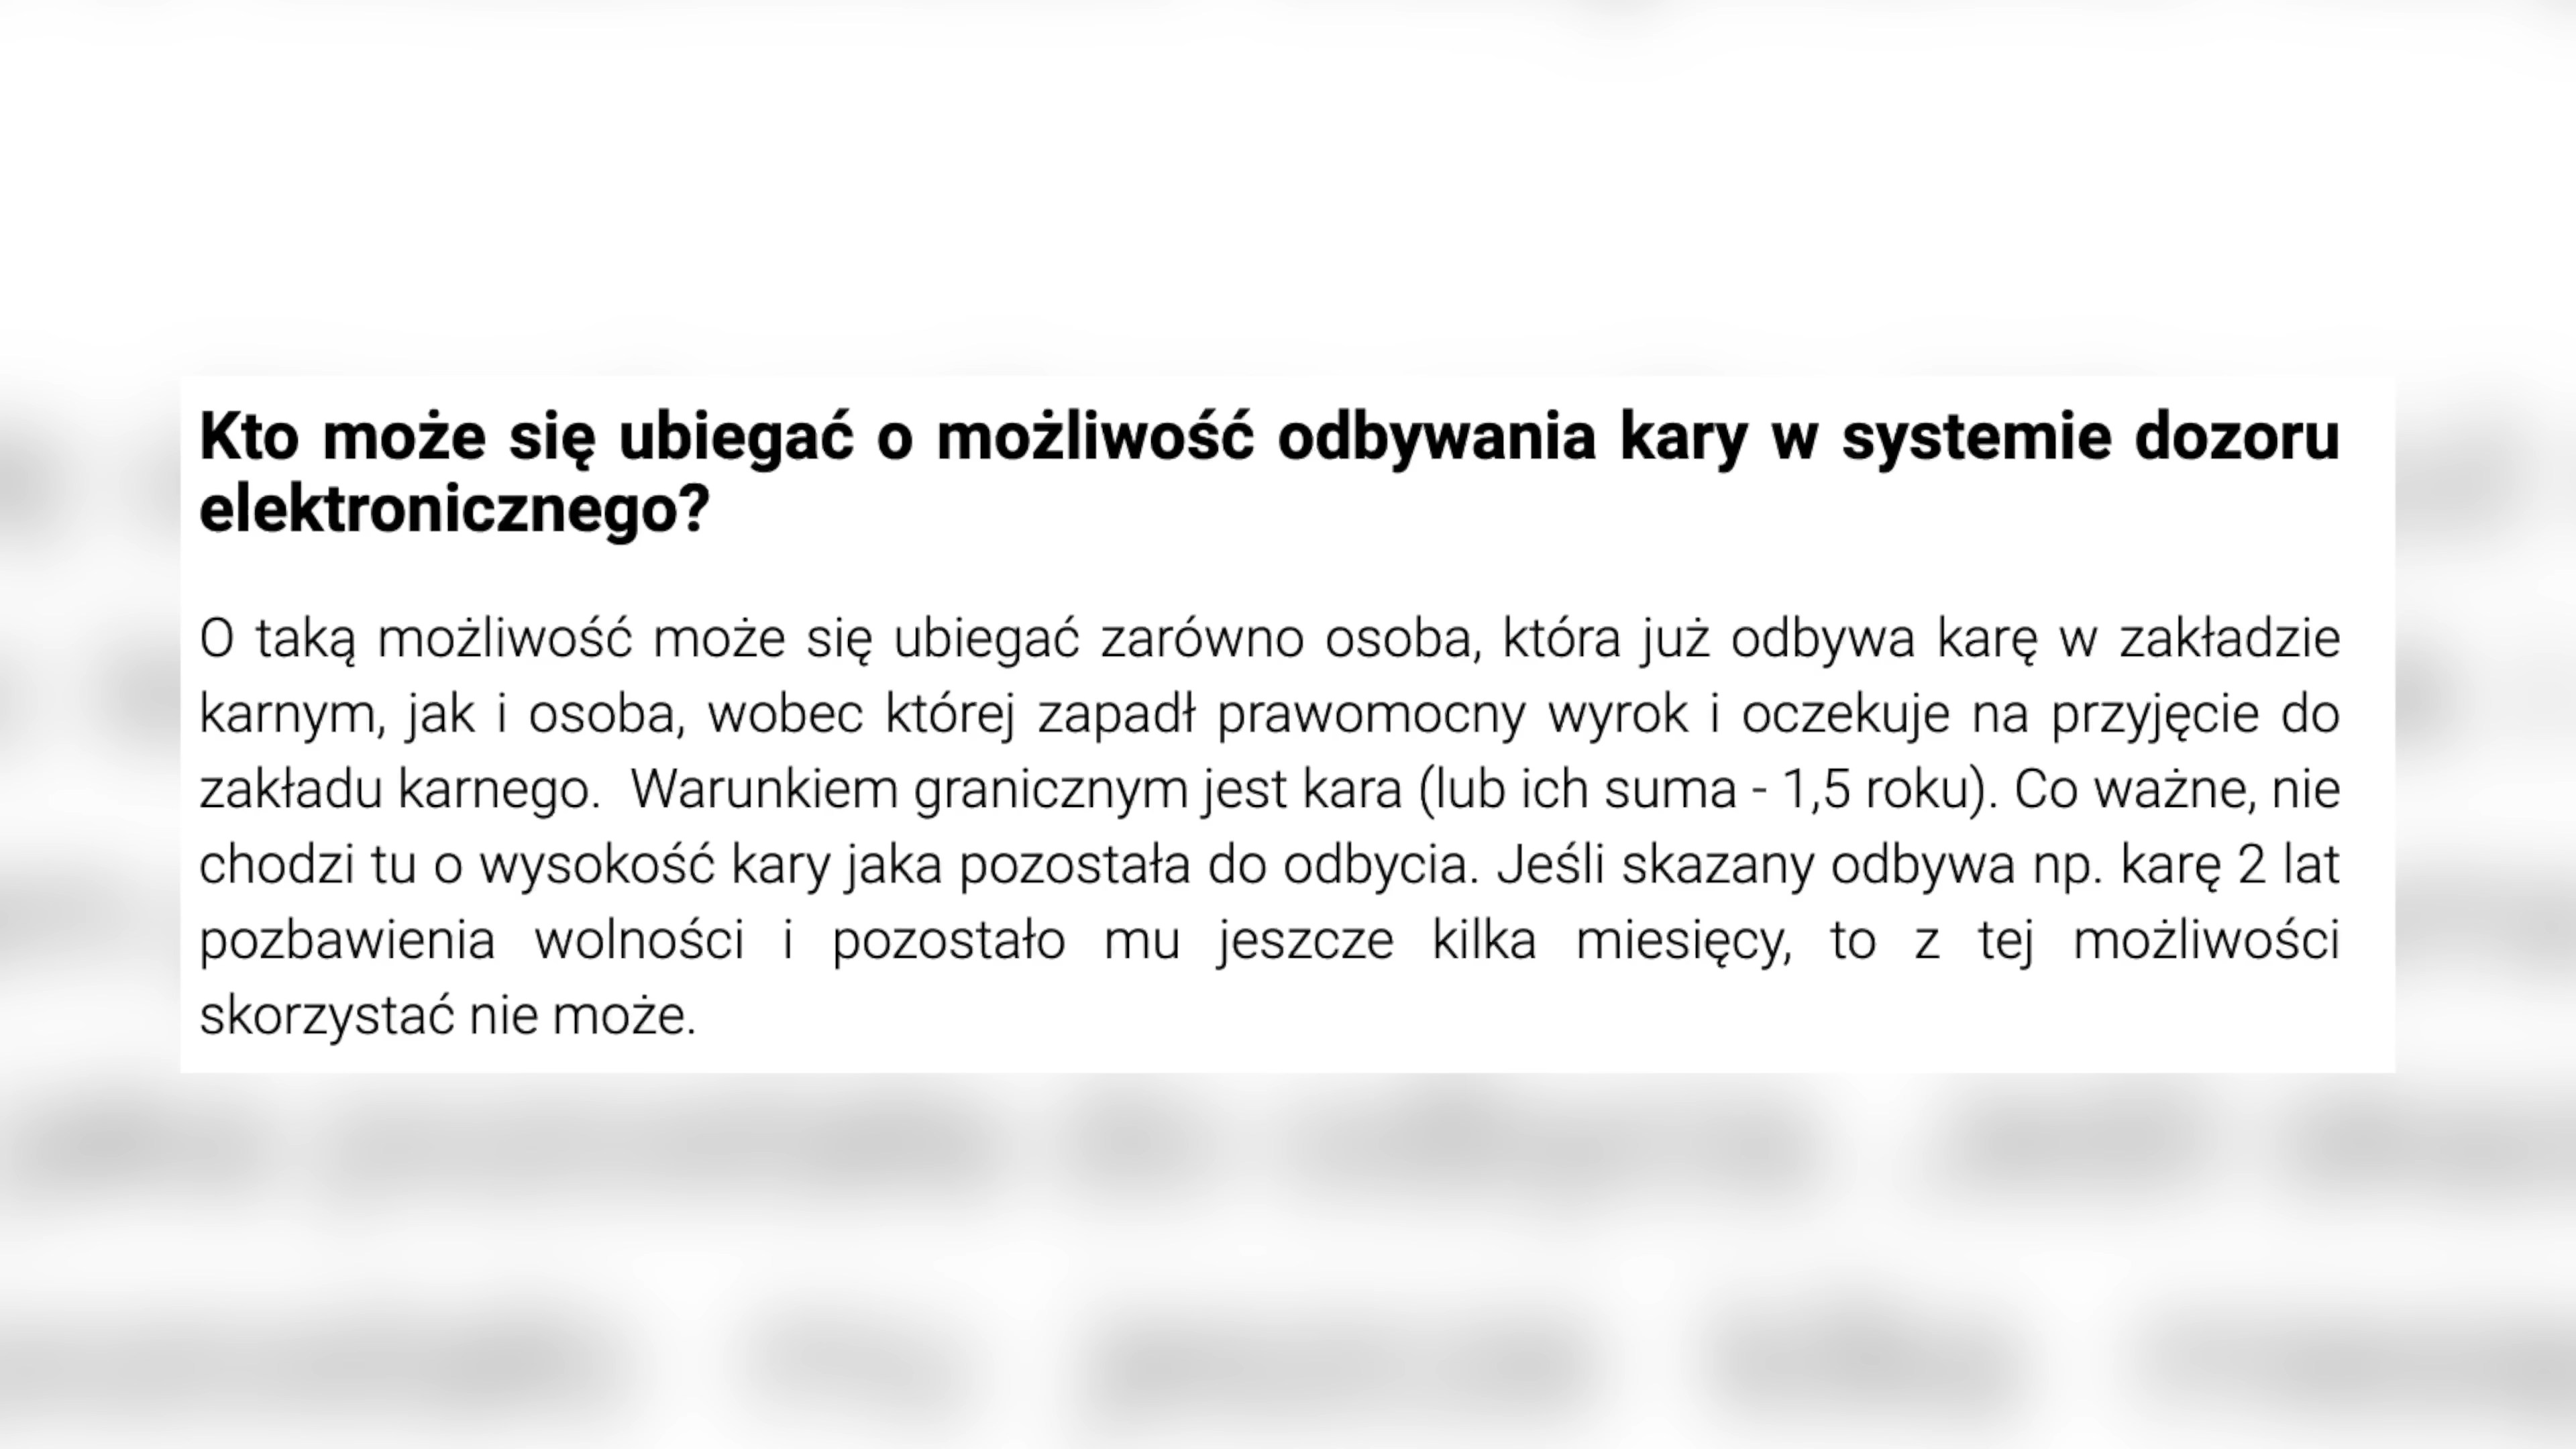 Kto może się ubiegać o możliwość odbywania kary w systemie dozoru
elektronicznego?
O taką możliwość może się ubiegać zarówno osoba, która już odbywa karę w zakładzie
karnym, jak i osoba, wobec której zapadł prawomocny wyrok i oczekuje na przyjęcie do
zakładu karnego.  Warunkiem granicznym jest kara (lub ich suma - 1,5 roku). Co ważne, nie
chodzi tu o wysokość kary jaka pozostała do odbycia. Jeśli skazany odbywa np. karę 2 lat
pozbawienia wolności i pozostało mu jeszcze kilka miesięcy, to z tej możliwości
skorzystać nie może.